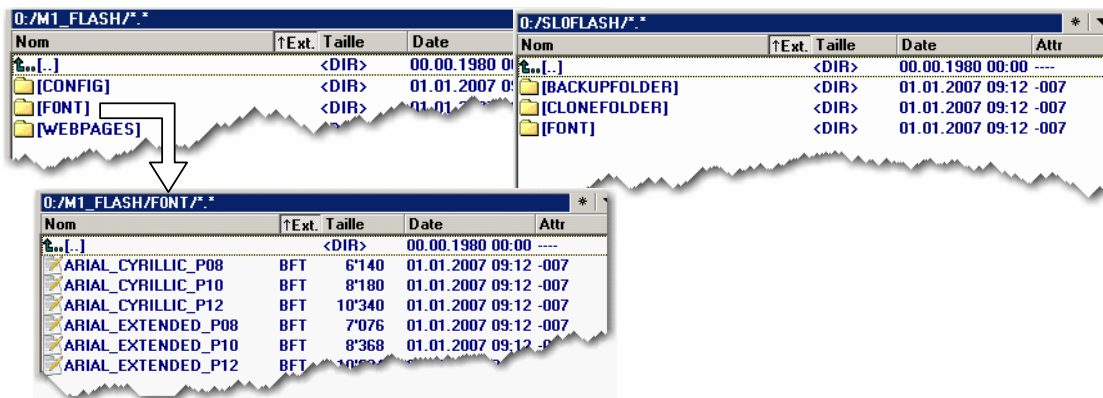 0:/M1_FLASH/*.*
Nom ↑Ext. Taille Date
[..] <DIR> 00.00.1980
[CONFIG] <DIR> 01.01.2007
[FONT] <DIR>
[WEBPAGES]
0:/SL0FLASH/*.* *
Nom ↑Ext. Taille Date Attr
[..] <DIR> 00.00.1980 00:00 ----
[BACKUPFOLDER] <DIR> 01.01.2007 09:12 -007
[CLONEFOLDER] <DIR> 01.01.2007 09:12 -007
[FONT] <DIR> 01.01.2007 09:12 -007
0:/M1_FLASH/FONT/*.* *
Nom ↑Ext. Taille Date Attr
[..] <DIR> 00.00.1980 00:00 ----
ARIAL_CYRILLIC_P08 BFT 6'140 01.01.2007 09:12 -007
ARIAL_CYRILLIC_P10 BFT 8'180 01.01.2007 09:12 -007
ARIAL_CYRILLIC_P12 BFT 10'340 01.01.2007 09:12 -007
ARIAL_EXTENDED_P08 BFT 7'076 01.01.2007 09:12 -007
ARIAL_EXTENDED_P10 BFT 8'368 01.01.2007 09:12
ARIAL_EXTENDED_P12 BFT